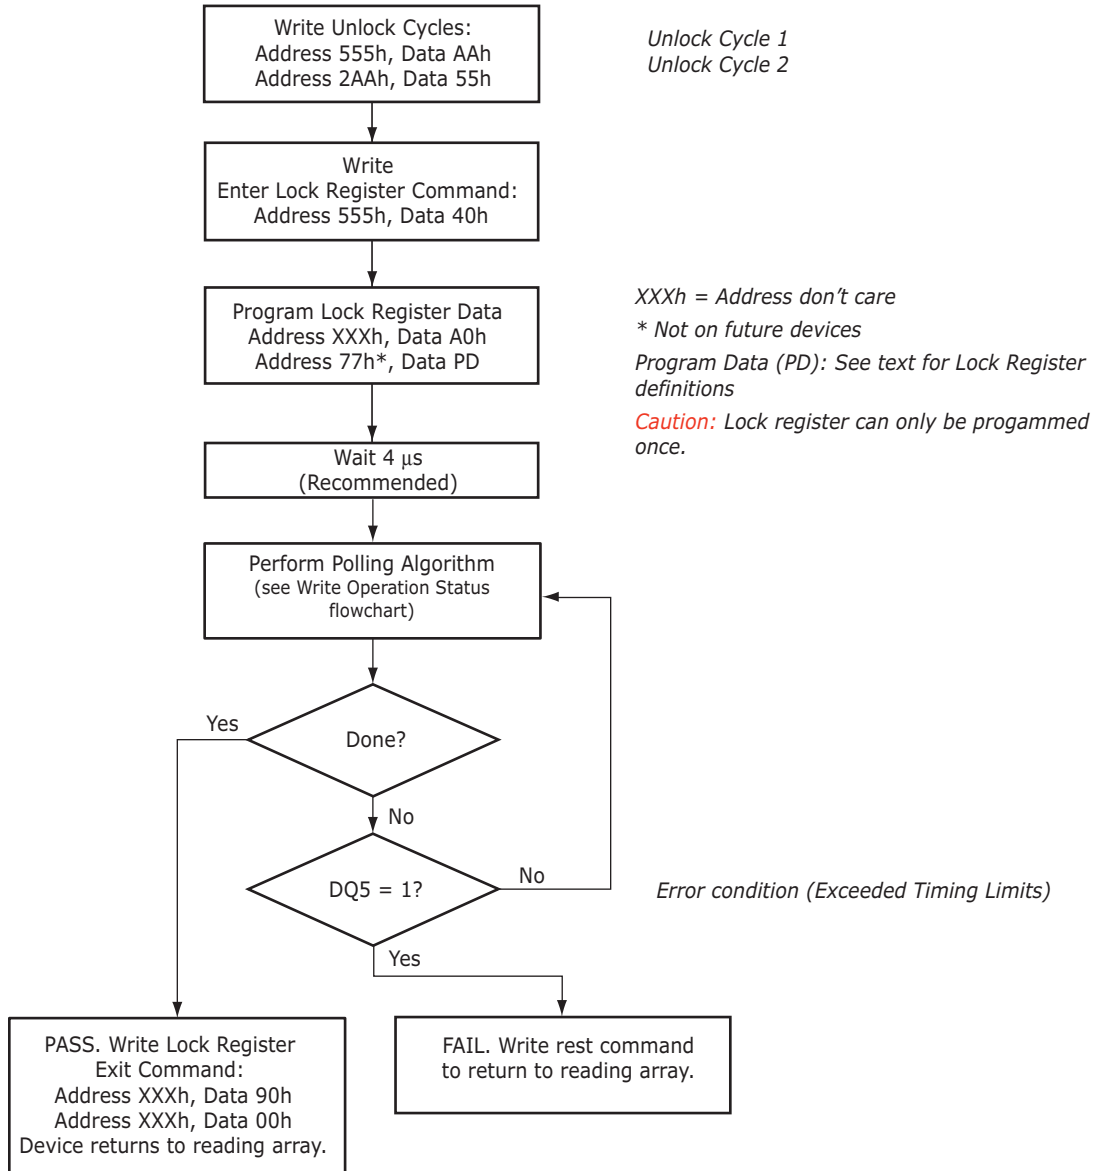 Write Unlock Cycles:
Address 555h, Data AAh
Address 2AAh, Data 55h
Unlock Cycle 1
Unlock Cycle 2
Write
Enter Lock Register Command:
Address 555h, Data 40h
Program Lock Register Data
Address XXXh, Data A0h
Address 77h*, Data PD
XXXh = Address don't care
* Not on future devices
Program Data (PD): See text for Lock Register
definitions
Caution: Lock register can only be progammed
once.
Wait 4 μs
(Recommended)
Perform Polling Algorithm
(see Write Operation Status
flowchart)
Yes
Done?
No
DQ5 = 1?
No
Error condition (Exceeded Timing Limits)
Yes
PASS. Write Lock Register
Exit Command:
Address XXXh, Data 90h
Address XXXh, Data 00h
Device returns to reading array.
FAIL. Write rest command
to return to reading array.